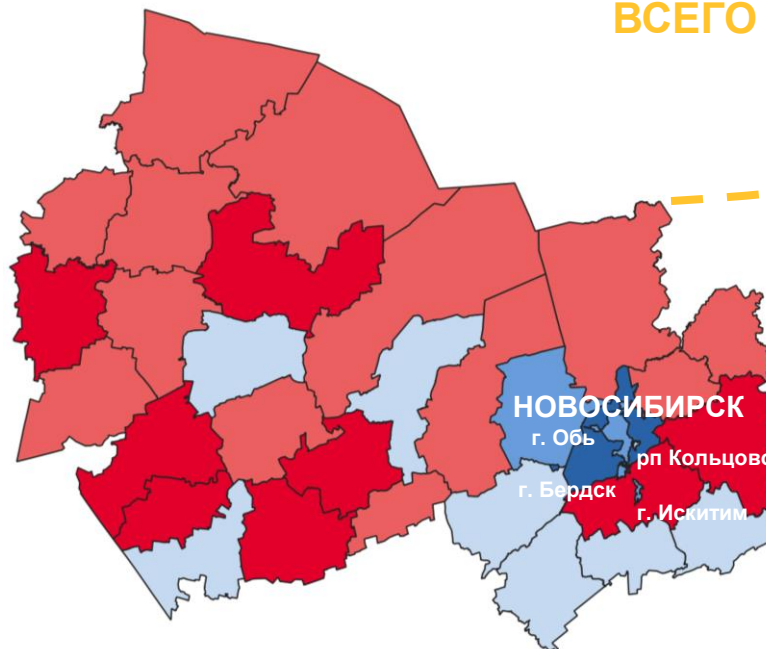 ВСЕГО
НОВОСИБИРСК
г. Обь
рп Кольцово
г. Бердск
г. Искитим